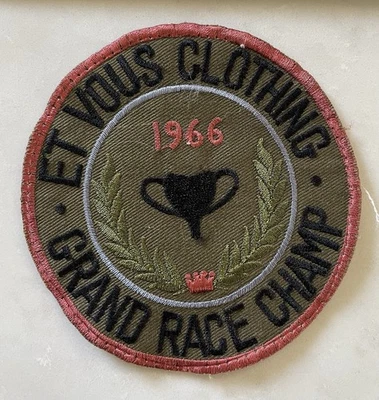 · ET VOUS CLOTHING ·
1966
GRAND RACE CHAMP